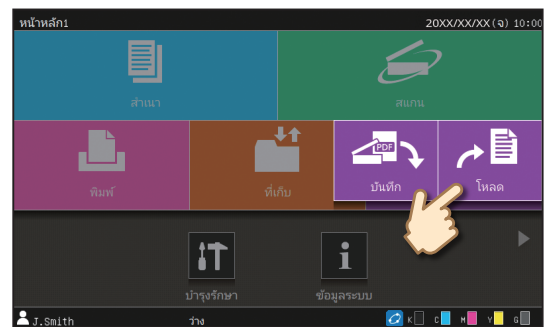 หน้าหลัก1 20XX/XX/XX(จ) 10:00
สำเนา สแกน
PDF
พิมพ์ ที่เก็บ บันทึก โหลด
i
บำรุงรักษา ข้อมูลระบบ
J.Smith ว่าง K C M Y G